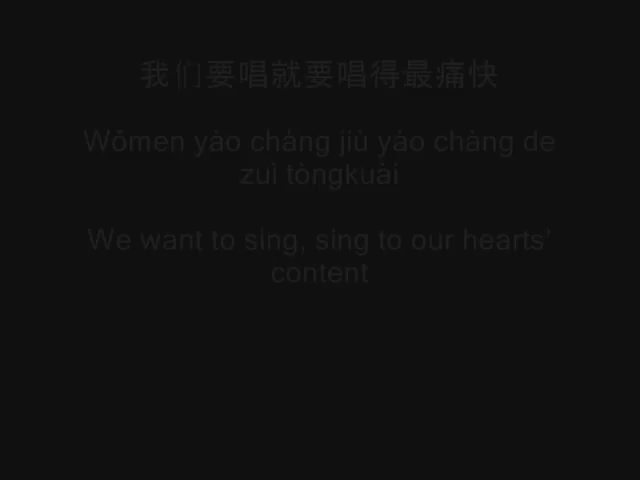 我们要唱就要唱得最痛快
Wǒmen yào chàng jiù yào chàng de
zuì tòngkuài
We want to sing, sing to our hearts'
content